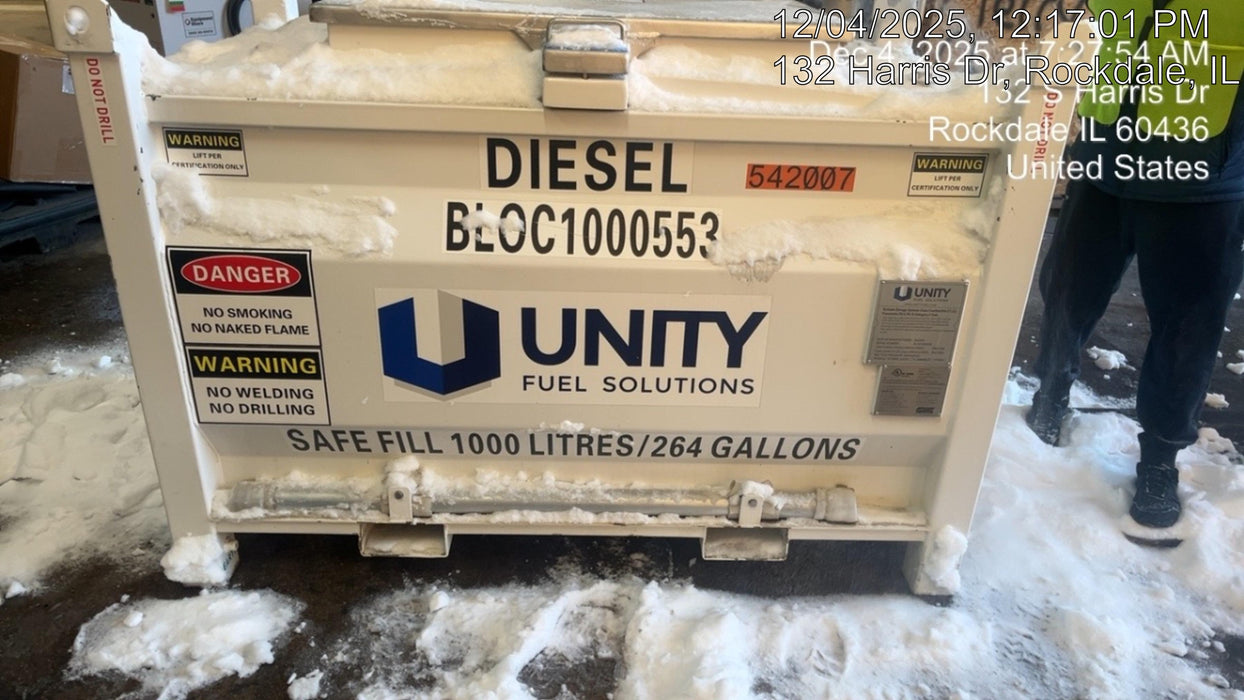 12/04/2025, 12:17:01 PM
Dec 4, 2025 at 7:27:54 AM
132 Harris Dr, Rockdale, IL
132 S Harris Dr
Rockdale IL 60436
United States
DO NOT DRILL
WARNING
LIFT PER
CERTIFICATION ONLY
DIESEL
542007
WARNING
LIFT PER
CERTIFICATION ONLY
BLOC1000553
DANGER
NO SMOKING
NO NAKED FLAME
WARNING
NO WELDING
NO DRILLING
UNITY
FUEL SOLUTIONS
UNITY
FUEL SOLUTIONS
SAFE FILL 1000 LITRES/264 GALLONS